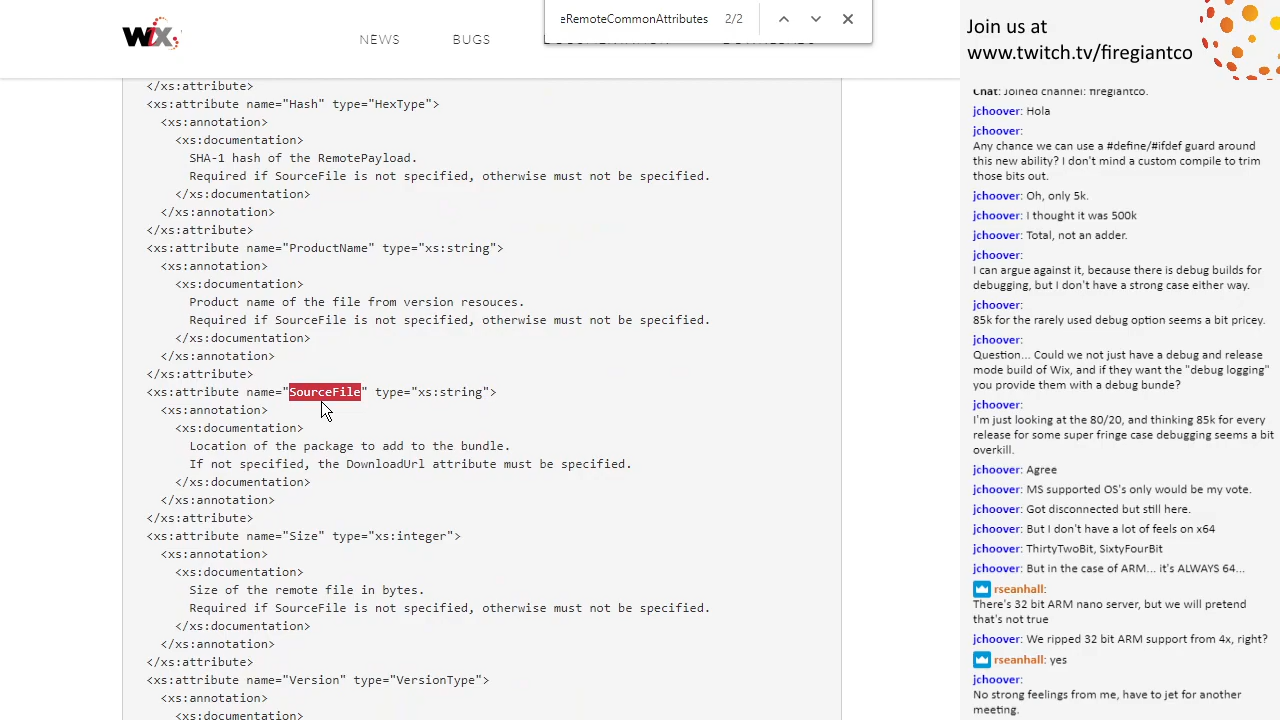 WiX
NEWS
BUGS
eRemoteCommonAttributes
2/2
</xs:attribute>
<xs:attribute name="Hash" type="HexType">
<xs:annotation>
<xs:documentation>
SHA-1 hash of the RemotePayload.
Required if SourceFile is not specified, otherwise must not be specified.
</xs:documentation>
</xs:annotation>
</xs:attribute>
<xs:attribute name="ProductName" type="xs:string">
<xs:annotation>
<xs:documentation>
Product name of the file from version resouces.
Required if SourceFile is not specified, otherwise must not be specified.
</xs:documentation>
</xs:annotation>
</xs:attribute>
<xs:attribute name="SourceFile" type="xs:string">
<xs:annotation>
<xs:documentation>
Location of the package to add to the bundle.
If not specified, the DownloadUrl attribute must be specified.
</xs:documentation>
</xs:annotation>
</xs:attribute>
<xs:attribute name="Size" type="xs:integer">
<xs:annotation>
<xs:documentation>
Size of the remote file in bytes.
Required if SourceFile is not specified, otherwise must not be specified.
</xs:documentation>
</xs:annotation>
</xs:attribute>
<xs:attribute name="Version" type="VersionType">
<xs:annotation>
<xs:documentation>
Join us at
www.twitch.tv/firegiantco
Chat: Joined channel: firegiantco.
jchoover: Hola
jchoover:
Any chance we can use a #define/#ifdef guard around
this new ability? I don't mind a custom compile to trim
those bits out.
jchoover: Oh, only 5k.
jchoover: I thought it was 500k
jchoover: Total, not an adder.
jchoover:
I can argue against it, because there is debug builds for
debugging, but I don't have a strong case either way.
jchoover:
85k for the rarely used debug option seems a bit pricey.
jchoover:
Question... Could we not just have a debug and release
mode build of Wix, and if they want the "debug logging"
you provide them with a debug bunde?
jchoover:
I'm just looking at the 80/20, and thinking 85k for every
release for some super fringe case debugging seems a bit
overkill.
jchoover: Agree
jchoover: MS supported OS's only would be my vote.
jchoover: Got disconnected but still here.
jchoover: But I don't have a lot of feels on x64
jchoover: ThirtyTwoBit, SixtyFourBit
jchoover: But in the case of ARM... it's ALWAYS 64...
rseanhall:
There's 32 bit ARM nano server, but we will pretend
that's not true
jchoover: We ripped 32 bit ARM support from 4x, right?
rseanhall: yes
jchoover:
No strong feelings from me, have to jet for another
meeting.